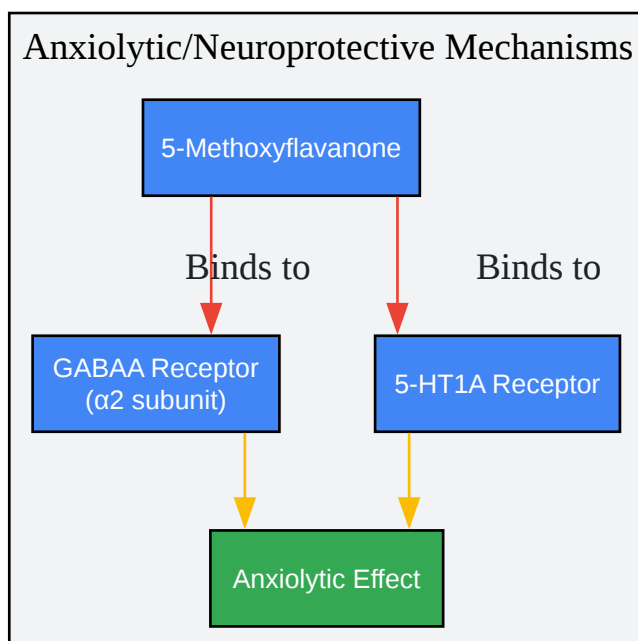 Anxiolytic/Neuroprotective Mechanisms
5-Methoxyflavanone
Binds to
Binds to
GABAA Receptor
(α2 subunit)
5-HT1A Receptor
Anxiolytic Effect